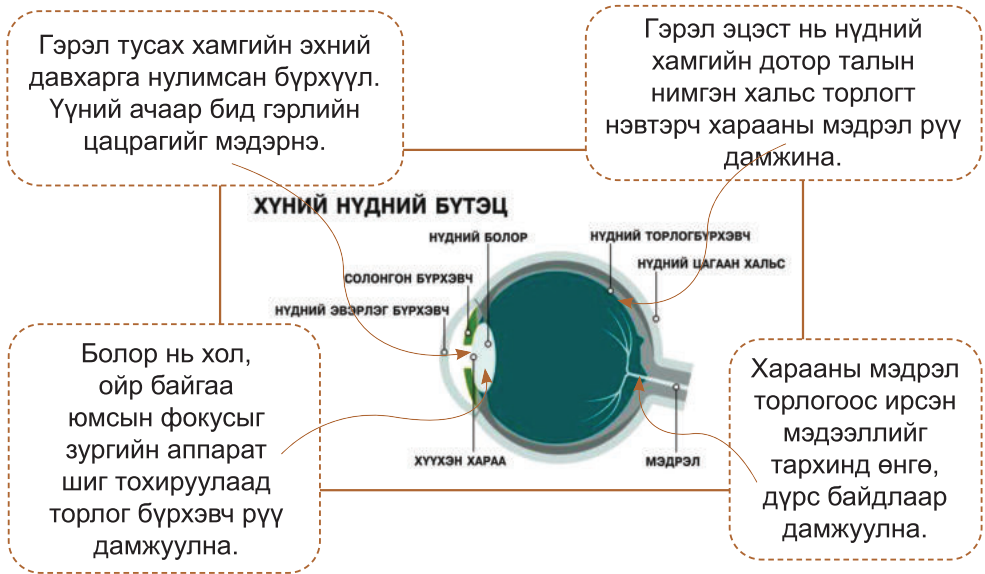 Гэрэл тусах хамгийн эхний
давхарга нулимсан бүрхүүл.
Үүний ачаар бид гэрлийн
цацрагийг мэдэрнэ.
Гэрэл эцэст нь нүдний
хамгийн дотор талын
нимгэн хальс торлогт
нэвтэрч харааны мэдрэл рүү
дамжина.
ХҮНИЙ НҮДНИЙ БҮТЭЦ
НҮДНИЙ БОЛОР
НҮДНИЙ ТОРЛОГБҮРХЭВЧ
НҮДНИЙ ЦАГААН ХАЛЬС
СОЛОНГОН БҮРХЭВЧ
НҮДНИЙ ЭВЭРЛЭГ БҮРХЭВЧ
ХҮҮХЭН ХАРАА
МЭДРЭЛ
Болор нь хол,
ойр байгаа
юмсын фокусыг
зургийн аппарат
шиг тохируулаад
торлог бүрхэвч рүү
дамжуулна.
Харааны мэдрэл
торлогоос ирсэн
мэдээллийг
тархинд өнгө,
дүрс байдлаар
дамжуулна.